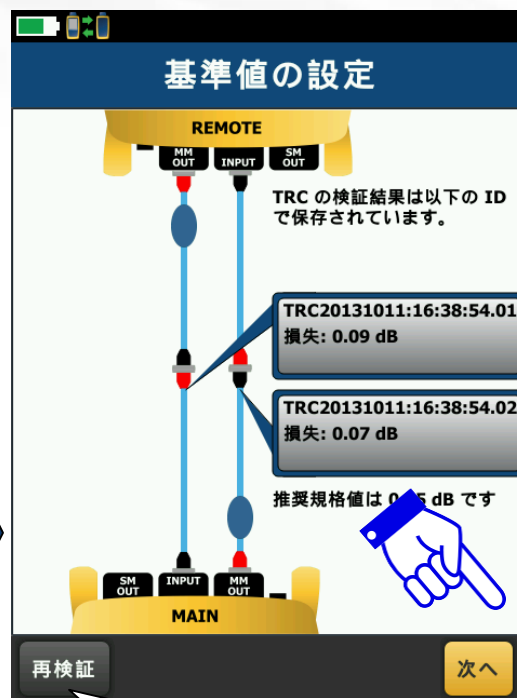 基準値の設定
REMOTE
MM OUT
INPUT
SM OUT
TRC の検証結果は以下の ID
で保存されています。
TRC20131011:16:38:54.01
損失: 0.09 dB
TRC20131011:16:38:54.02
損失: 0.07 dB
推奨規格値は dB です
SM OUT
INPUT
MM OUT
MAIN
再検証
次へ